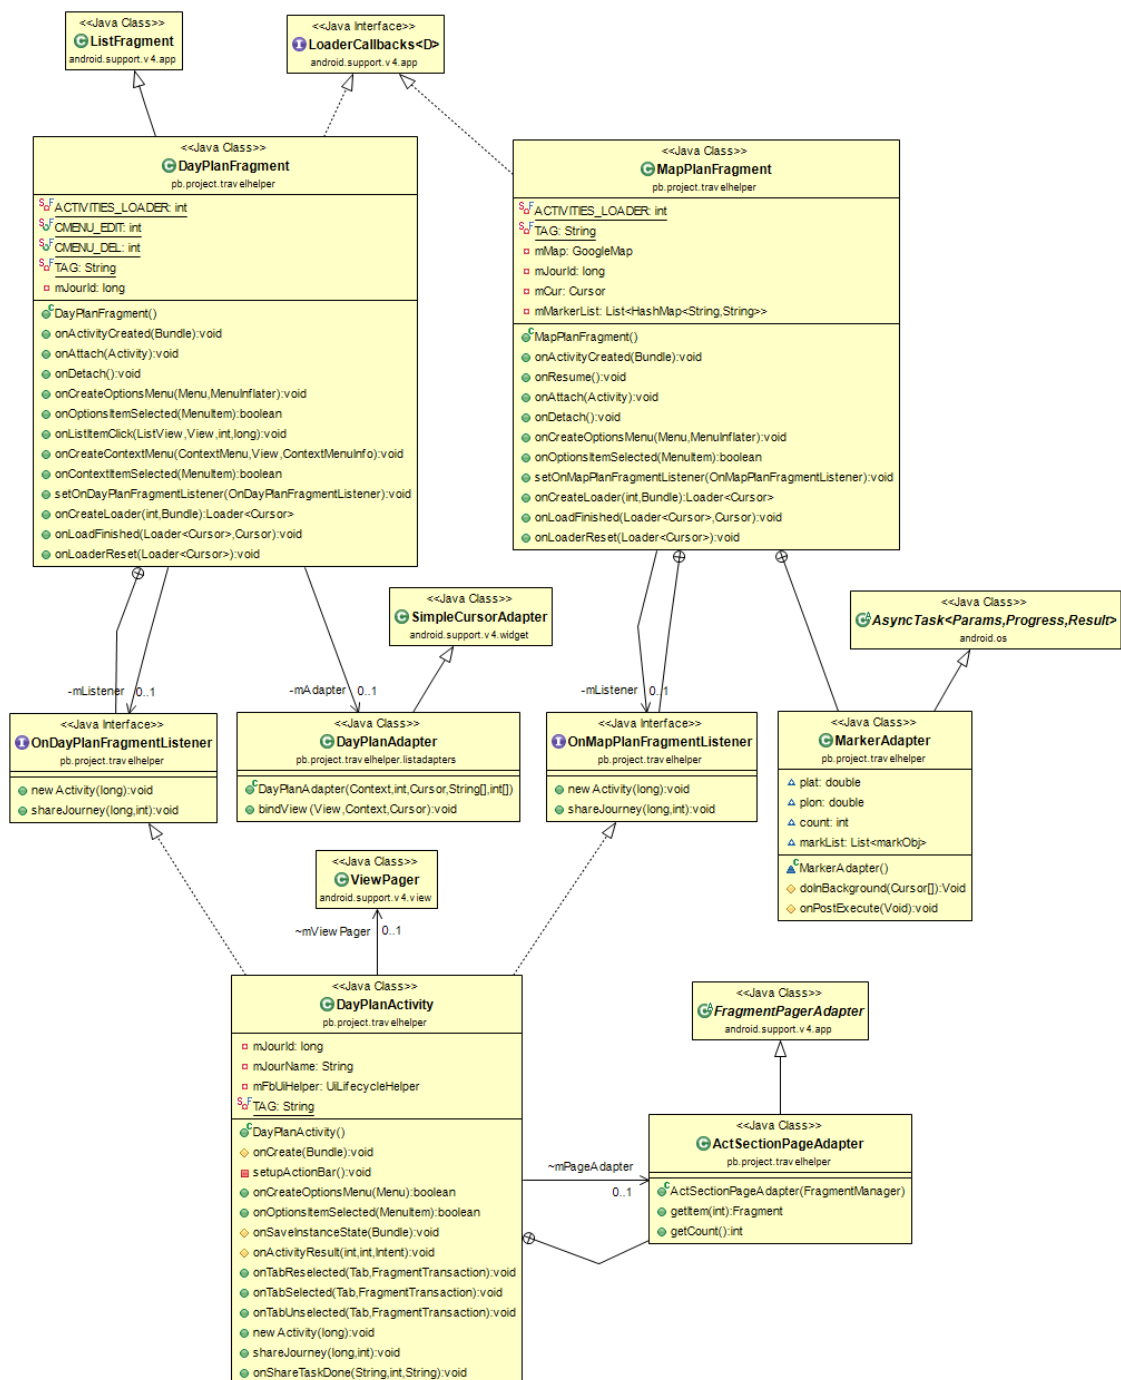 <<Java Class>>
ListFragment
android.support.v4.app
<<Java Interface>>
LoaderCallbacks<D>
android.support.v4.app
<<Java Class>>
DayPlanFragment
pb.project.travelhelper
ACTIVITIES_LOADER: int
CMENU_EDIT: int
CMENU_DEL: int
TAG: String
mJourId: long
DayPlanFragment()
onActivityCreated(Bundle):void
onAttach(Activity):void
onDetach():void
onCreateOptionsMenu(Menu,MenuInflater):void
onOptionsItemSelected(MenuItem):boolean
onListItemClick(ListView,View,int,long):void
onCreateContextMenu(ContextMenu,View,ContextMenuInfo):void
onContextItemSelected(MenuItem):boolean
setOnDayPlanFragmentListener(OnDayPlanFragmentListener):void
onCreateLoader(int,Bundle):Loader<Cursor>
onLoadFinished(Loader<Cursor>,Cursor):void
onLoaderReset(Loader<Cursor>):void
<<Java Class>>
MapPlanFragment
pb.project.travelhelper
ACTIVITIES_LOADER: int
TAG: String
mMap: GoogleMap
mJourId: long
mCur: Cursor
mMarkerList: List<HashMap<String,String>>
MapPlanFragment()
onActivityCreated(Bundle):void
onResume():void
onAttach(Activity):void
onDetach():void
onCreateOptionsMenu(Menu,MenuInflater):void
onOptionsItemSelected(MenuItem):boolean
setOnMapPlanFragmentListener(OnMapPlanFragmentListener):void
onCreateLoader(int,Bundle):Loader<Cursor>
onLoadFinished(Loader<Cursor>,Cursor):void
onLoaderReset(Loader<Cursor>):void
<<Java Class>>
SimpleCursorAdapter
android.support.v4.widget
<<Java Class>>
AsyncTask<Params,Progress,Result>
android.os
-mListener 0..1
-mAdapter 0..1
-mListener 0..1
<<Java Interface>>
OnDayPlanFragmentListener
pb.project.travelhelper
newActivity(long):void
shareJourney(long,int):void
<<Java Class>>
DayPlanAdapter
pb.project.travelhelper.listadapters
DayPlanAdapter(Context,int,Cursor,String[],int[])
bindView(View,Context,Cursor):void
<<Java Interface>>
OnMapPlanFragmentListener
pb.project.travelhelper
newActivity(long):void
shareJourney(long,int):void
<<Java Class>>
MarkerAdapter
pb.project.travelhelper
plat: double
plon: double
count: int
markList: List<markObj>
MarkerAdapter()
doInBackground(Cursor[]):Void
onPostExecute(Void):void
<<Java Class>>
ViewPager
android.support.v4.view
~mViewPager 0..1
<<Java Class>>
DayPlanActivity
pb.project.travelhelper
mJourId: long
mJourName: String
mFbUiHelper: UiLifecycleHelper
TAG: String
DayPlanActivity()
onCreate(Bundle):void
setupActionBar():void
onCreateOptionsMenu(Menu):boolean
onOptionsItemSelected(MenuItem):boolean
onSaveInstanceState(Bundle):void
onActivityResult(int,int,Intent):void
onTabReselected(Tab,FragmentTransaction):void
onTabSelected(Tab,FragmentTransaction):void
onTabUnselected(Tab,FragmentTransaction):void
newActivity(long):void
shareJourney(long,int):void
onShareTaskDone(String,int,String):void
<<Java Class>>
FragmentPagerAdapter
android.support.v4.app
~mPageAdapter
0..1
<<Java Class>>
ActSectionPageAdapter
pb.project.travelhelper
ActSectionPageAdapter(FragmentManager)
getItem(int):Fragment
getCount():int